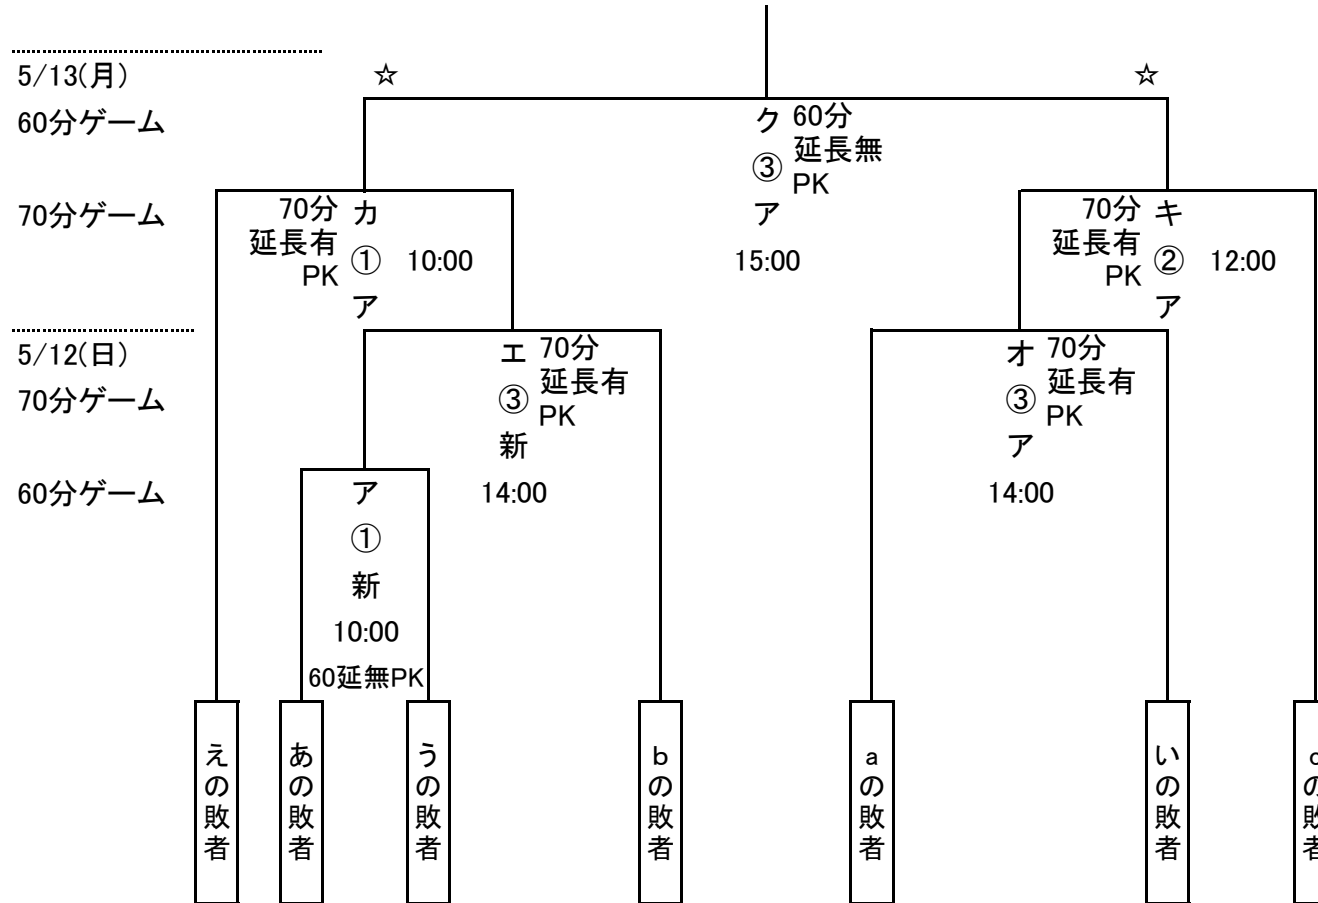 5/13(月)
☆
☆
60分ゲーム
ク
③
ア
15:00
60分
延長無
PK
70分ゲーム
70分
延長有
PK
カ
①
ア
10:00
70分
延長有
PK
キ
②
ア
12:00
5/12(日)
70分ゲーム
エ
③
新
14:00
70分
延長有
PK
オ
③
ア
14:00
70分
延長有
PK
60分ゲーム
ア
①
新
10:00
60延無PK
えの敗者
あの敗者
うの敗者
bの敗者
aの敗者
いの敗者
の敗者